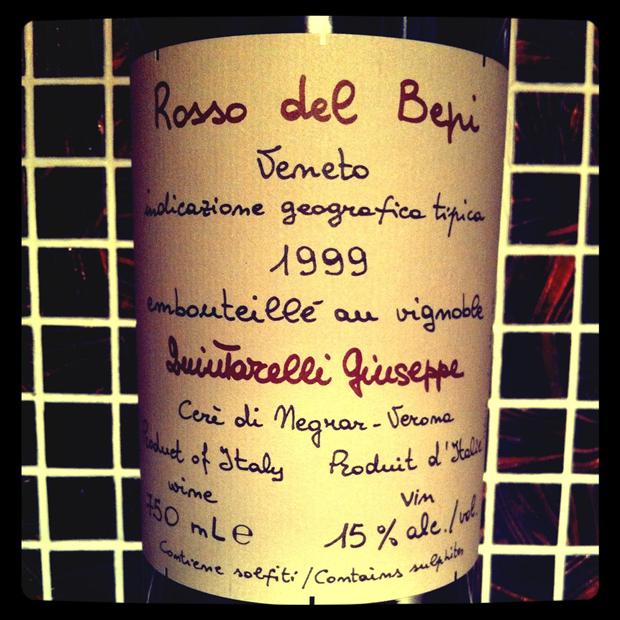 Rosso del Bepi
Veneto
indicazione geografica tipica
1999
embouteillé au vignoble
Quintarelli Giuseppe
Cerè di Negrar - Verona
Product of Italy Produit d'Italie
wine vin
750 mL e 15% alc./vol.
Contiene solfiti / Contains sulphites